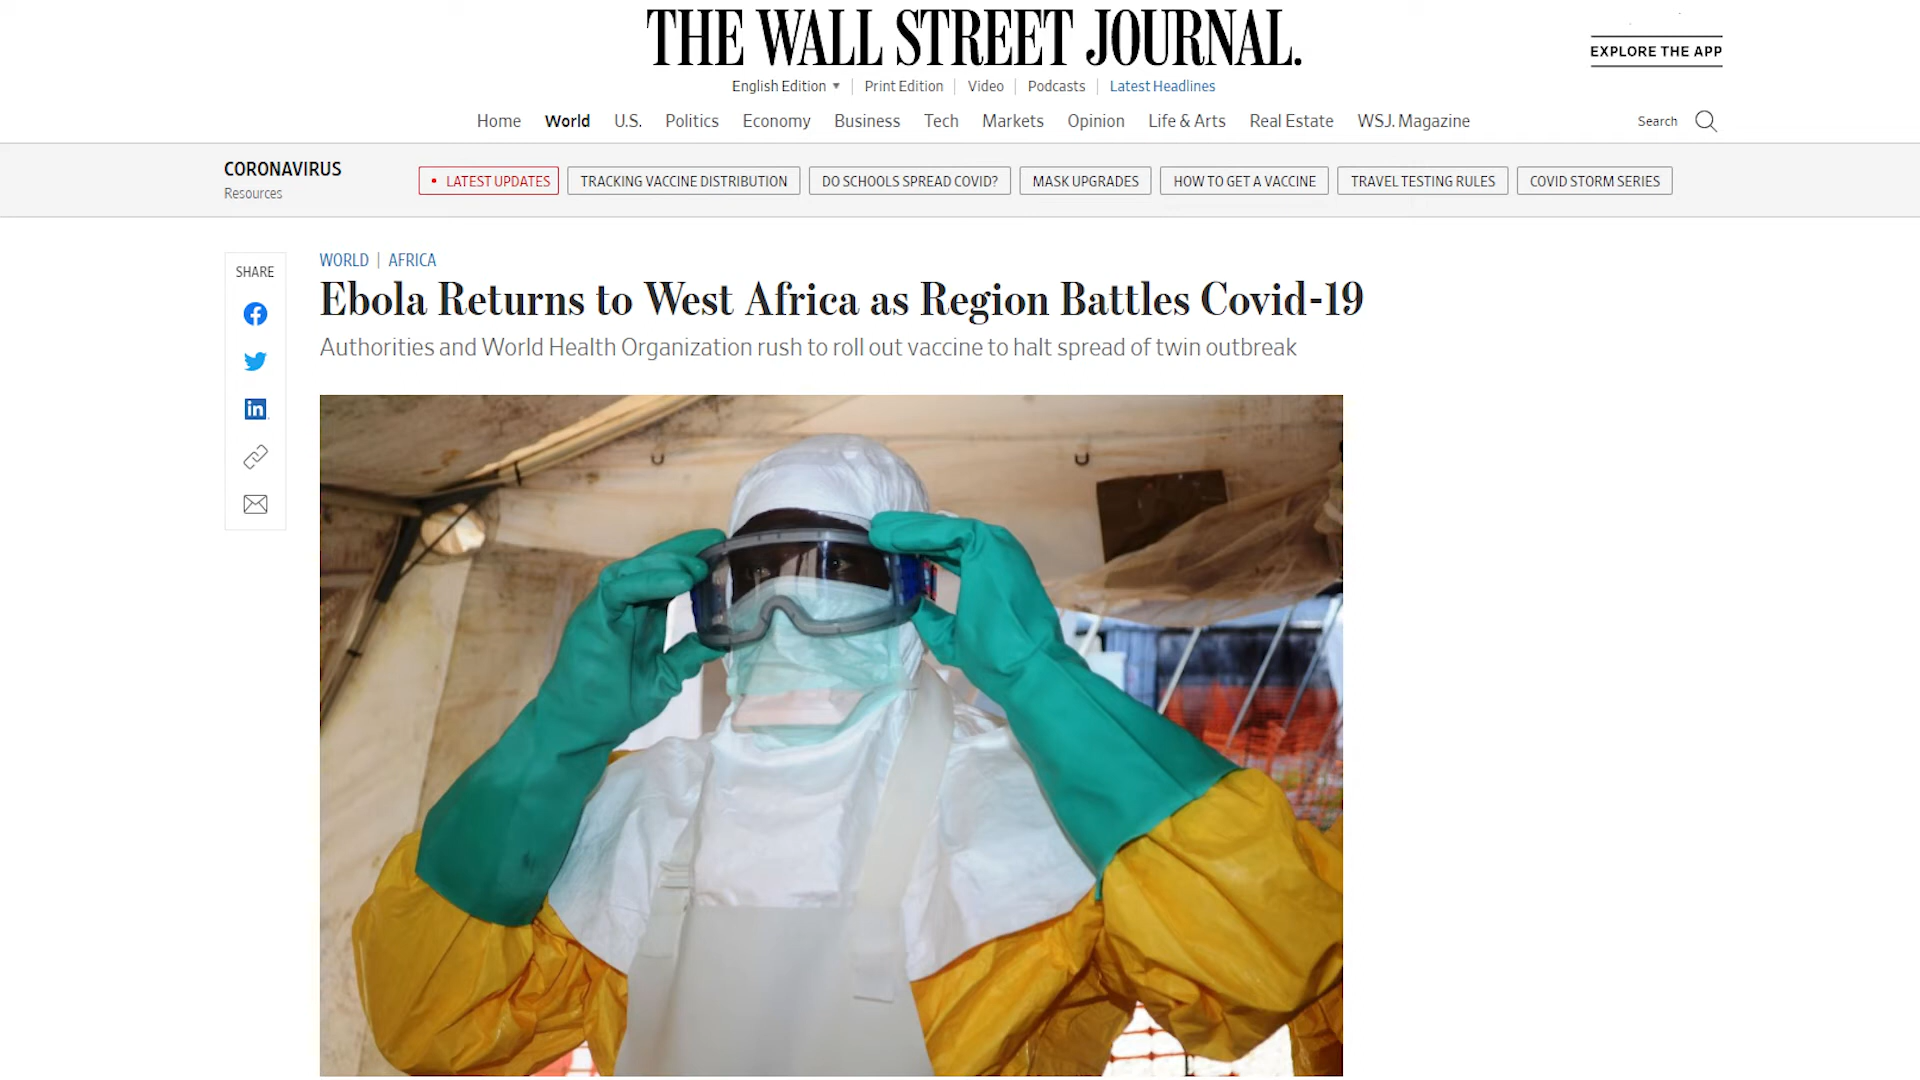 THE WALL STREET JOURNAL.
EXPLORE THE APP
English Edition ▼ | Print Edition | Video | Podcasts | Latest Headlines
Home World U.S. Politics Economy Business Tech Markets Opinion Life & Arts Real Estate WSJ. Magazine Search
CORONAVIRUS
Resources
• LATEST UPDATES TRACKING VACCINE DISTRIBUTION DO SCHOOLS SPREAD COVID? MASK UPGRADES HOW TO GET A VACCINE TRAVEL TESTING RULES COVID STORM SERIES
SHARE
in
WORLD | AFRICA
Ebola Returns to West Africa as Region Battles Covid-19
Authorities and World Health Organization rush to roll out vaccine to halt spread of twin outbreak